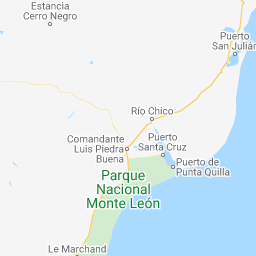 Estancia
Cerro Negro
Puerto
San Julián
Río Chico
Comandante
Luis Piedra
Buena
Puerto
Santa Cruz
Puerto de
Punta Quilla
Parque
Nacional
Monte León
Le Marchand